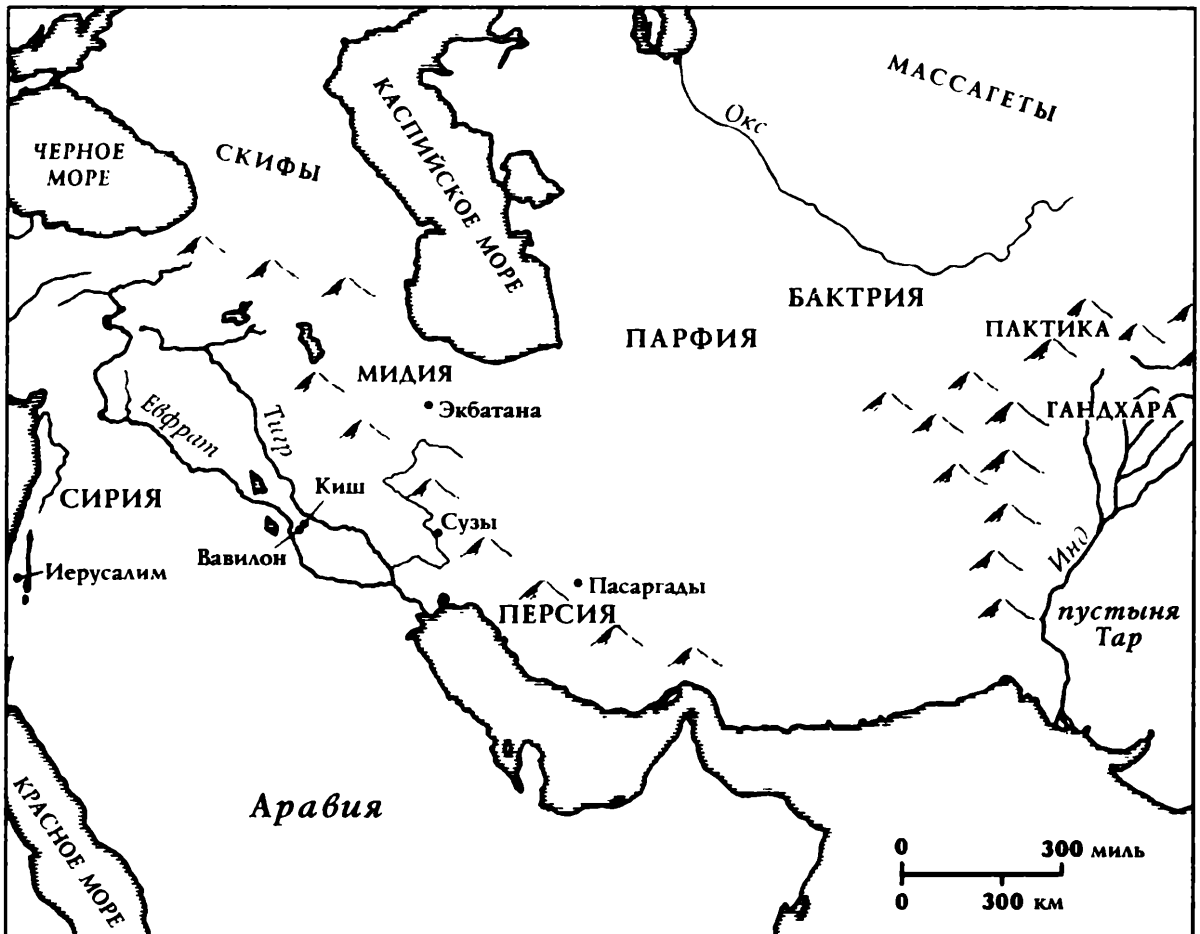 МАССАГЕТЫ
Окс
КАСПИЙСКОЕ МОРЕ
ЧЕРНОЕ
МОРЕ
СКИФЫ
БАКТРИЯ
ПАРФИЯ
ПАКТИКА
МИДИЯ
Экбатана
ГАНДХАРА
Евфрат
Тигр
СИРИЯ
Киш
Сузы
Вавилон
Инд
Иерусалим
Пасаргады
ПЕРСИЯ
пустыня
Тар
Аравия
КРАСНОЕ МОРЕ
0 300 миль
0 300 км